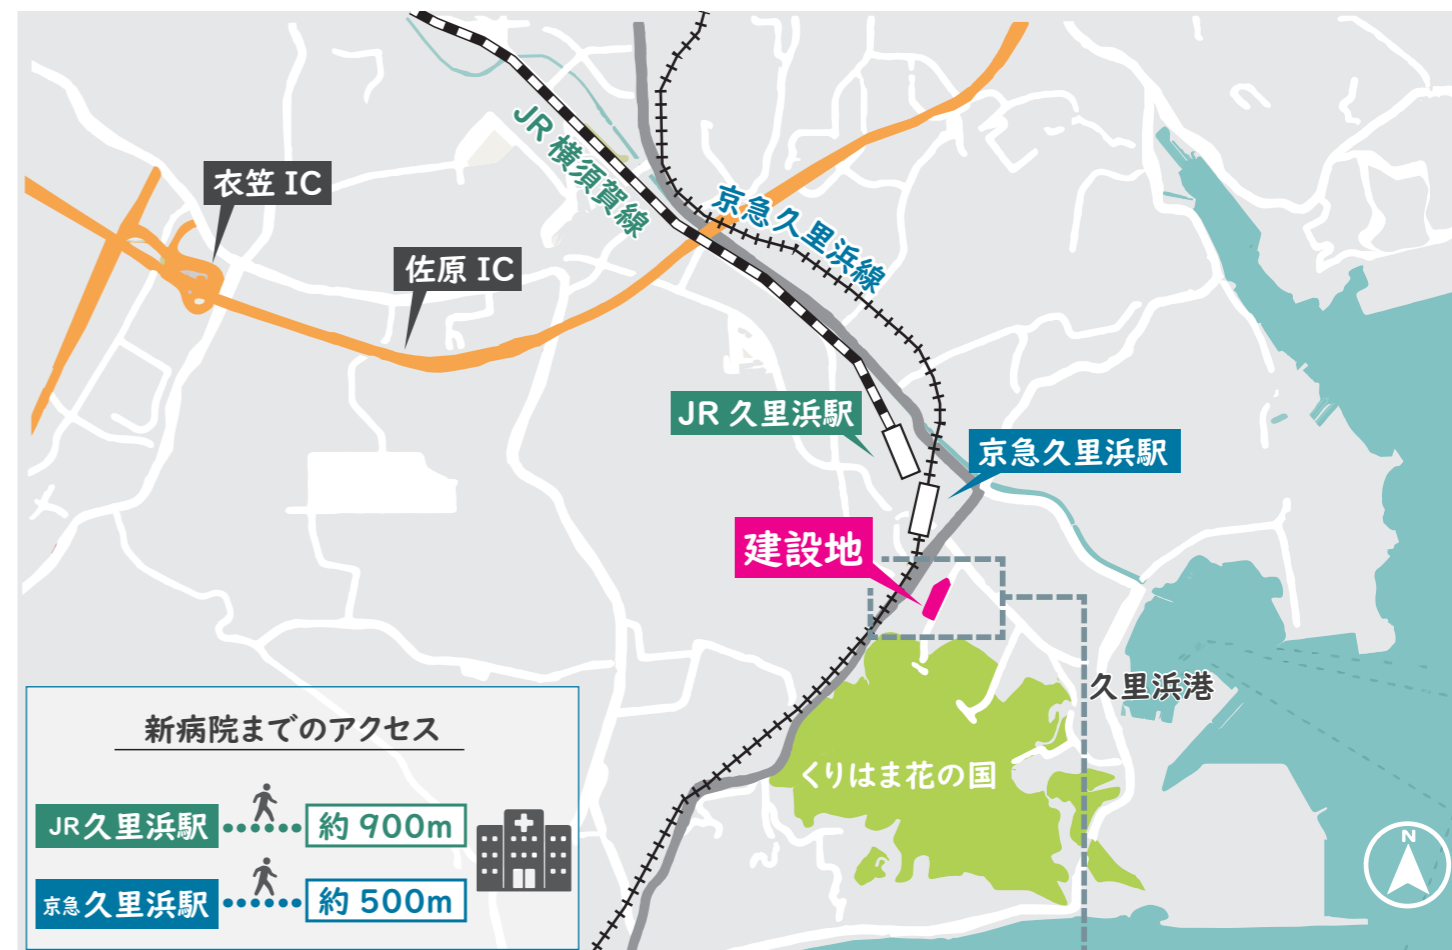 衣笠 IC
佐原 IC
JR 横須賀線
京急久里浜線
JR 久里浜駅
京急久里浜駅
建設地
久里浜港
くりはま花の国
新病院までのアクセス
JR久里浜駅 約 900m
京急久里浜駅 約 500m
N